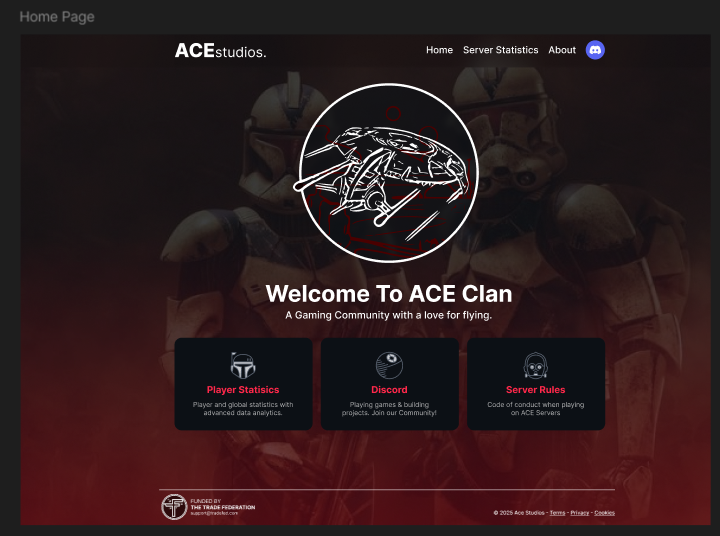 Home Page
ACEstudios.
Home Server Statistics About
Welcome To ACE Clan
A Gaming Community with a love for flying.
Player Statisics
Player and global statistics with
advanced data analytics.
Discord
Playing games & building
projects. Join our Community!
Server Rules
Code of conduct when playing
on ACE Servers
FUNDED BY
THE TRADE FEDERATION
support@tradefed.com
© 2025 Ace Studios - Terms - Privacy - Cookies